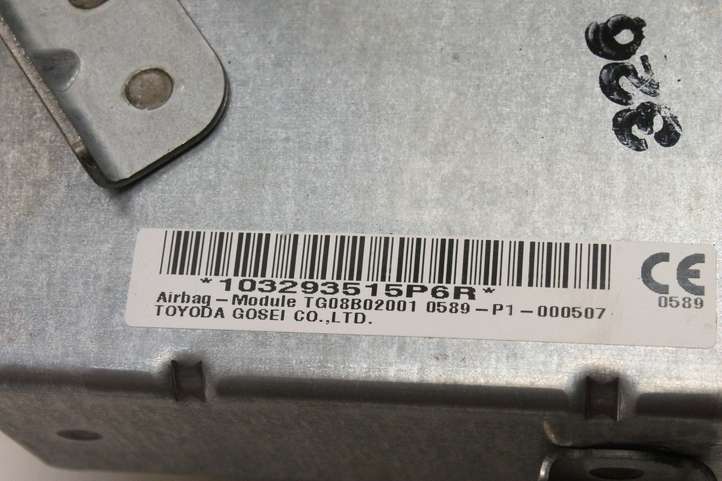 326
*103293515P6R*
Airbag-Module TG08B02001 0589-P1-000507
TOYODA GOSEI CO.,LTD.
CE
0589